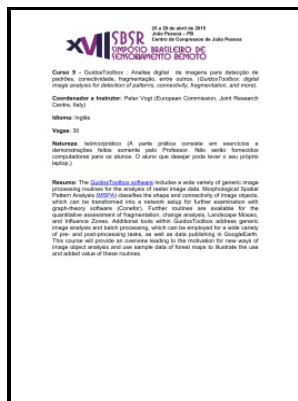 25 a 29 de abril de 2015
João Pessoa – PB
Centro de Congressos de João Pessoa
XVII SBSR
SIMPÓSIO BRASILEIRO DE
SENSORIAMENTO REMOTO
Curso 9 - GuidosToolbox : Analise digital de imagens para detecção de
padrões, conectividade, fragmentação, entre outros. (GuidosToolbox: digital
image analysis for detection of patterns, connectivity, fragmentation, and more).
Coordenador e Instrutor: Peter Vogt (European Commission, Joint Research
Centre, Italy)
Idioma: Inglês
Vagas: 30
Natureza: teórico/prático (A parte prática consiste em exercícios e
demonstrações feitos somente pelo Professor. Não serão fornecidos
computadores para os alunos. O aluno que desejar pode levar o seu próprio
laptop.)
Resumo: The GuidosToolbox software includes a wide variety of generic image
processing routines for the analysis of raster image data. Morphological Spatial
Pattern Analysis (MSPA) classifies the shape and connectivity of image objects,
which can be transformed into a network setup for further examination with
graph-theory software (Conefor). Further routines are available for the
quantitative assessment of fragmentation, change analysis, Landscape Mosaic,
and Influence Zones. Additional tools within GuidosToolbox address generic
image analysis and batch processing, which can be employed for a wide variety
of pre- and post-processing tasks, as well as data publishing in GoogleEarth.
This course will provide an overview leading to the motivation for new ways of
image object analysis and use sample data of forest maps to illustrate the use
and added value of these routines.